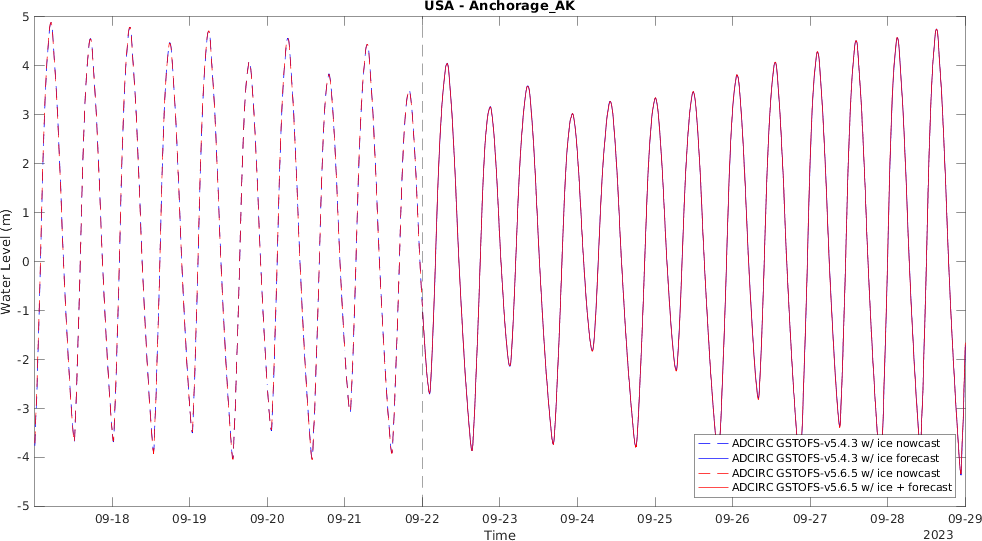 USA - Anchorage_AK
5
4
3
2
1
0
-1
-2
-3
-4
-5
Water Level (m)
ADCIRC GSTOFS-v5.4.3 w/ ice nowcast
ADCIRC GSTOFS-v5.4.3 w/ ice forecast
ADCIRC GSTOFS-v5.6.5 w/ ice nowcast
ADCIRC GSTOFS-v5.6.5 w/ ice + forecast
09-18 09-19 09-20 09-21 09-22 09-23 09-24 09-25 09-26 09-27 09-28 09-29
Time
2023